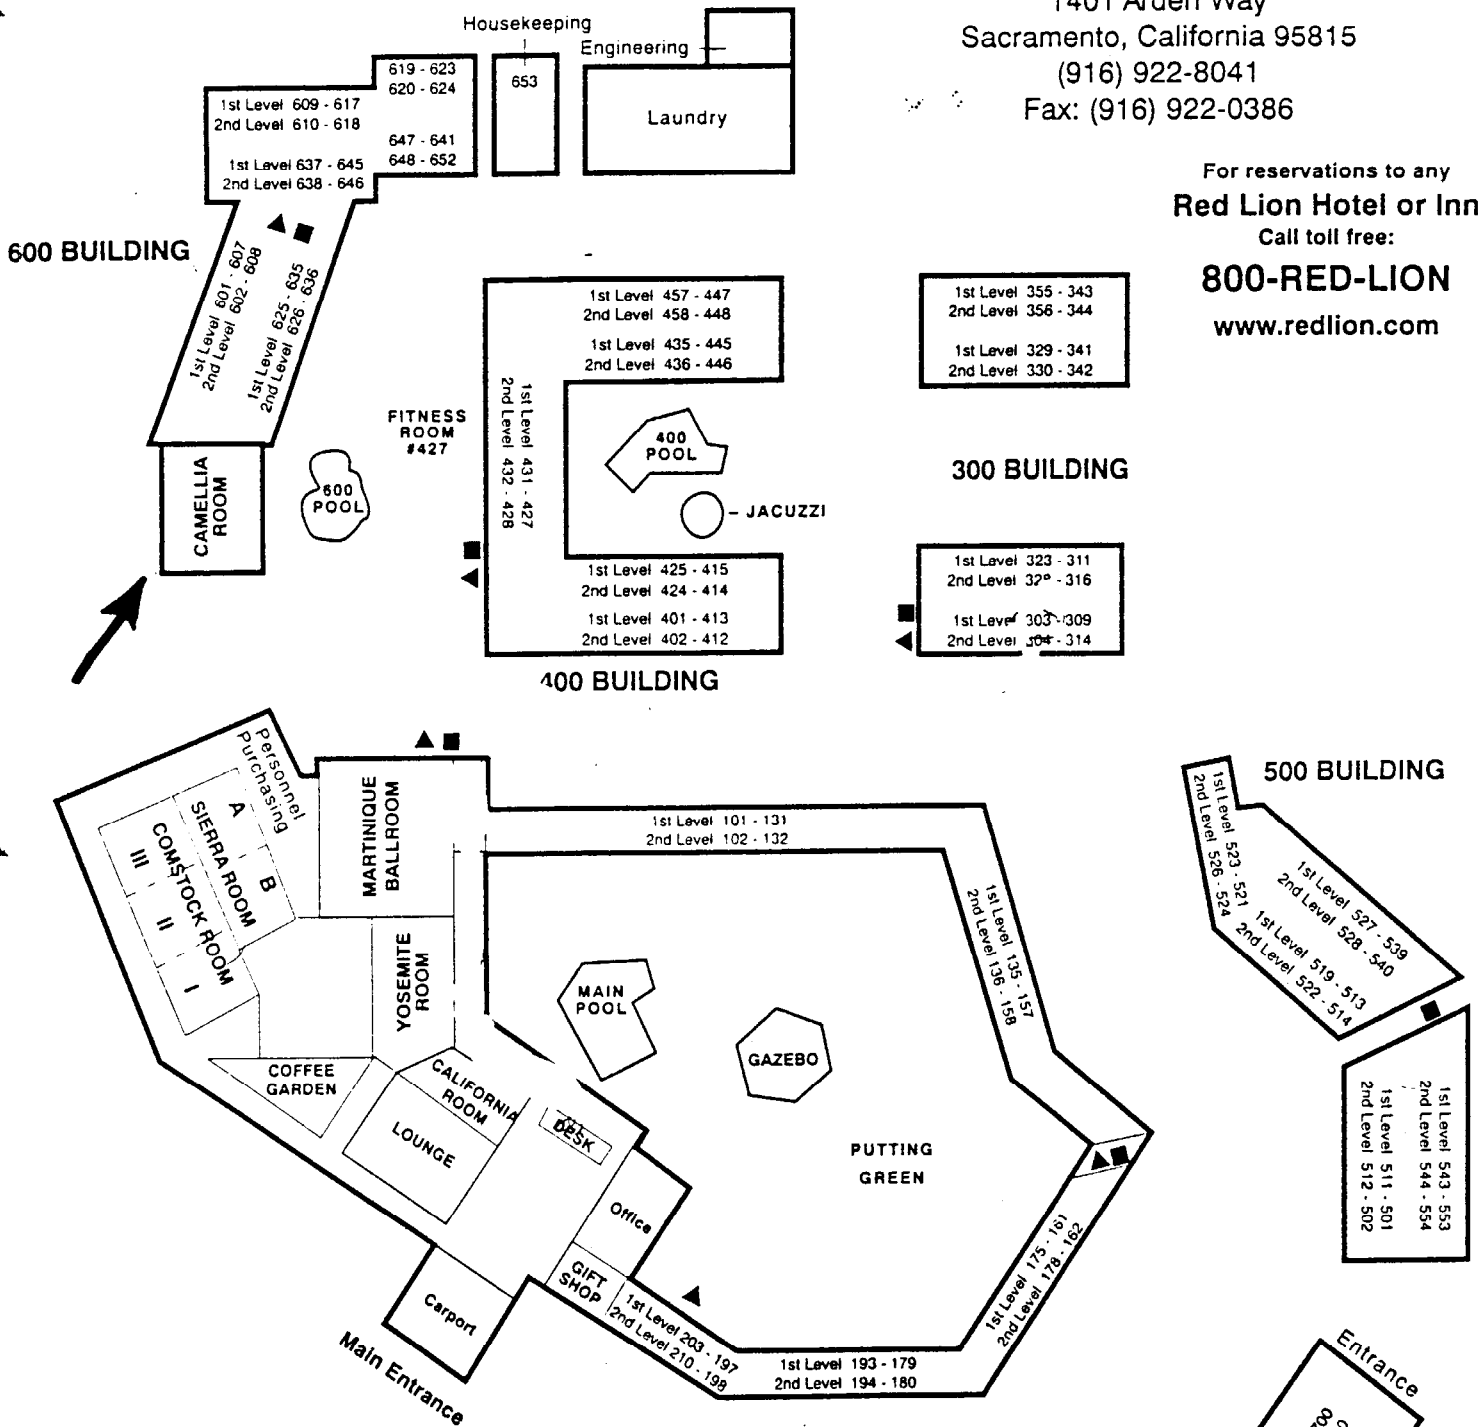 1401 Arden Way
Sacramento, California 95815
(916) 922-8041
Fax: (916) 922-0386
For reservations to any
Red Lion Hotel or Inn
Call toll free:
800-RED-LION
www.redlion.com
Housekeeping
Engineering
653
Laundry
619 - 623
620 - 624
1st Level 609 - 617
2nd Level 610 - 618
647 - 641
648 - 652
1st Level 637 - 645
2nd Level 638 - 646
600 BUILDING
1st Level 601 - 607
2nd Level 602 - 608
1st Level 625 - 635
2nd Level 626 - 636
CAMELLIA
ROOM
600
POOL
FITNESS
ROOM
#427
1st Level 457 - 447
2nd Level 458 - 448
1st Level 435 - 445
2nd Level 436 - 446
1st Level 431 - 427
2nd Level 432 - 428
400
POOL
JACUZZI
1st Level 425 - 415
2nd Level 424 - 414
1st Level 401 - 413
2nd Level 402 - 412
400 BUILDING
1st Level 355 - 343
2nd Level 356 - 344
1st Level 329 - 341
2nd Level 330 - 342
300 BUILDING
1st Level 323 - 311
2nd Level - 316
1st Level 303 - 309
2nd Level 304 - 314
500 BUILDING
1st Level 523 - 521
2nd Level 526 - 524
1st Level 527 - 539
2nd Level 528 - 540
1st Level 519 - 513
2nd Level 522 - 514
1st Level 543 - 553
2nd Level 544 - 554
1st Level 511 - 501
2nd Level 512 - 502
Personnel
Purchasing
A
B
SIERRA ROOM
COMSTOCK ROOM
III
II
I
MARTINIQUE
BALLROOM
YOSEMITE
ROOM
1st Level 101 - 131
2nd Level 102 - 132
1st Level 135 - 157
2nd Level 136 - 158
MAIN
POOL
GAZEBO
COFFEE
GARDEN
CALIFORNIA
ROOM
LOUNGE
DESK
PUTTING
GREEN
Office
GIFT
SHOP
Carport
Main Entrance
1st Level 203 - 197
2nd Level 210 - 198
1st Level 193 - 179
2nd Level 194 - 180
1st Level 175 - 161
2nd Level 178 - 162
Entrance